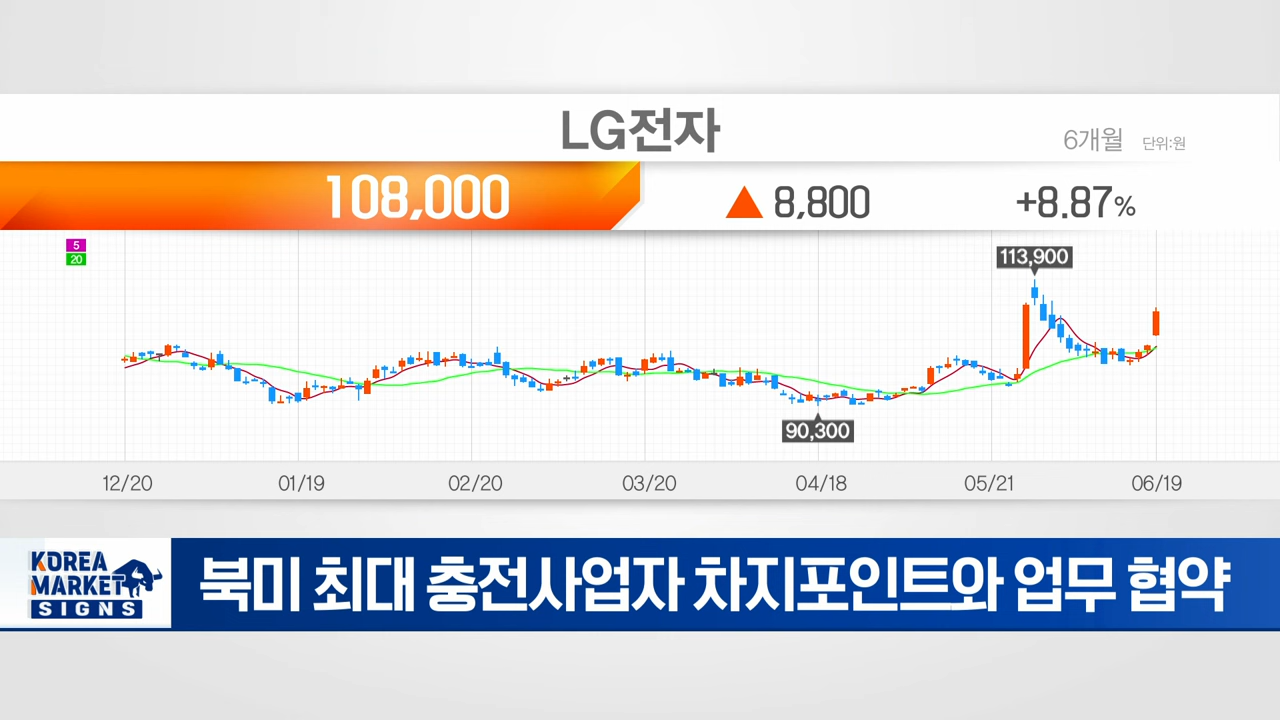 LG전자
6개월 단위:원
108,000 ▲ 8,800 +8.87%
5
20
113,900
90,300
12/20 01/19 02/20 03/20 04/18 05/21 06/19
KOREA
MARKET
SIGNS
북미 최대 충전사업자 차지포인트와 업무 협약